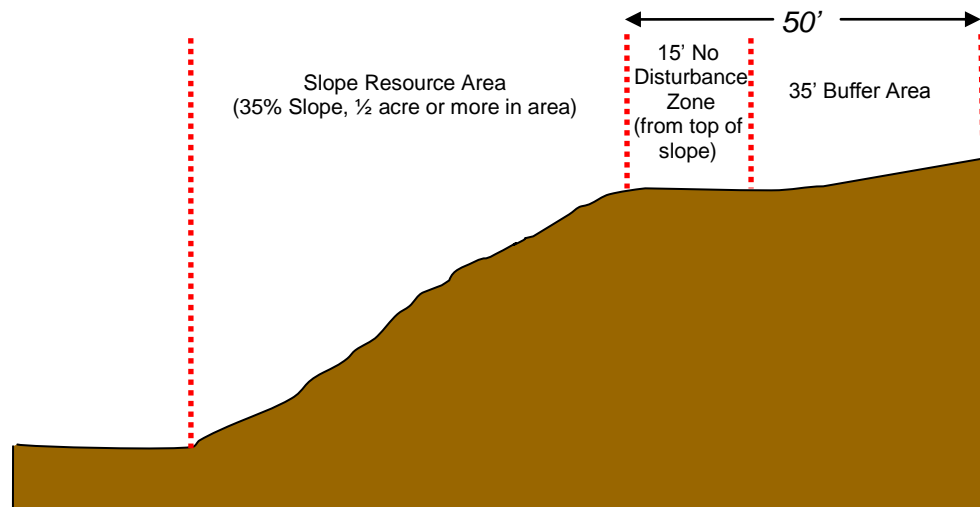 50’
Slope Resource Area
(35% Slope, ½ acre or more in area)
15’ No
Disturbance
Zone
(from top of
slope)
35’ Buffer Area